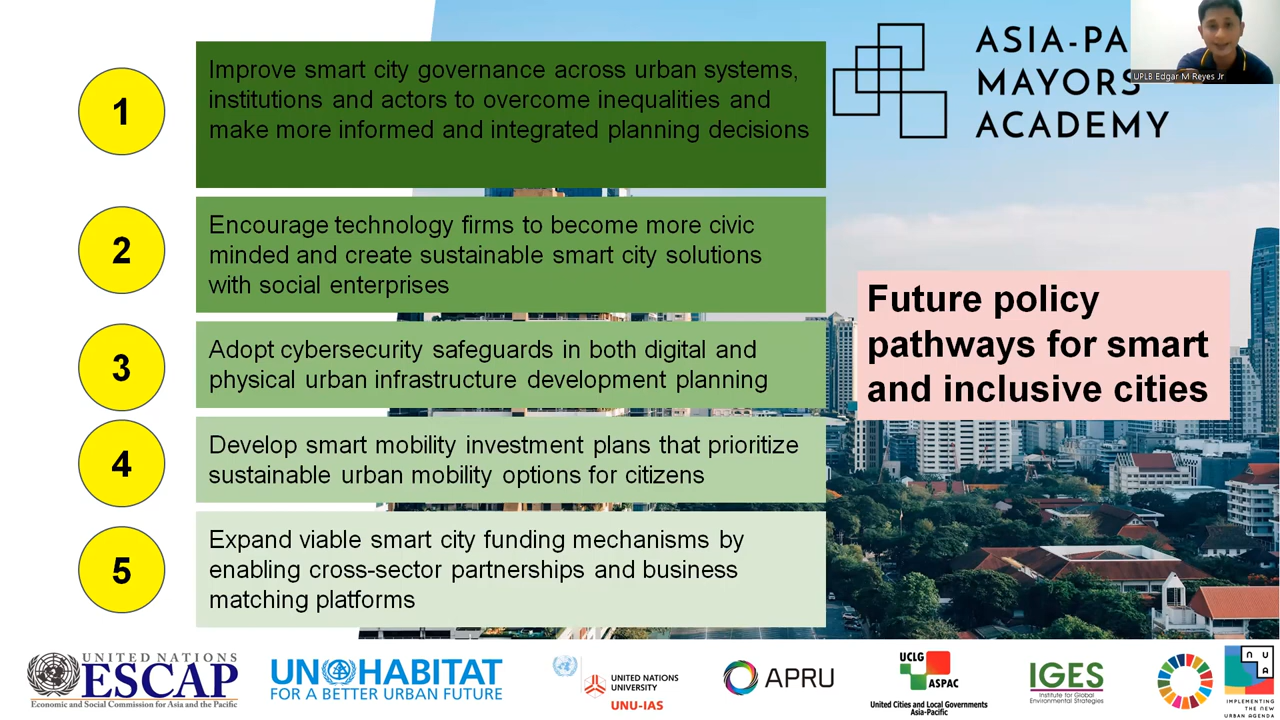 1
Improve smart city governance across urban systems,
institutions and actors to overcome inequalities and
make more informed and integrated planning decisions
2
Encourage technology firms to become more civic
minded and create sustainable smart city solutions
with social enterprises
3
Adopt cybersecurity safeguards in both digital and
physical urban infrastructure development planning
4
Develop smart mobility investment plans that prioritize
sustainable urban mobility options for citizens
5
Expand viable smart city funding mechanisms by
enabling cross-sector partnerships and business
matching platforms
ASIA-PA
MAYORS
ACADEMY
UPLB Edgar M Reyes Jr
Future policy
pathways for smart
and inclusive cities
UNITED NATIONS
ESCAP
Economic and Social Commission for Asia and the Pacific
UN HABITAT
FOR A BETTER URBAN FUTURE
UNITED NATIONS
UNIVERSITY
UNU-IAS
APRU
UCLG
ASPAC
United Cities and Local Governments
Asia-Pacific
IGES
Institute for Global
Environmental Strategies
N U
A
IMPLEMENTING
THE NEW
URBAN AGENDA